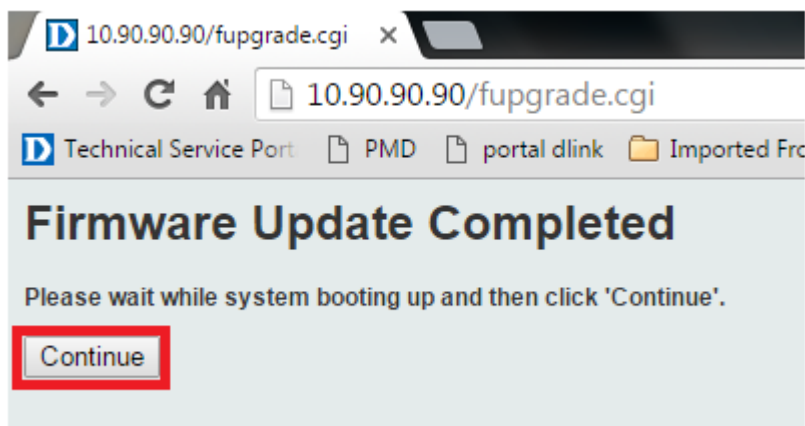 10.90.90.90/fupgrade.cgi
10.90.90.90/fupgrade.cgi
Technical Service Port PMD portal dlink Imported Fro
Firmware Update Completed
Please wait while system booting up and then click 'Continue'.
Continue